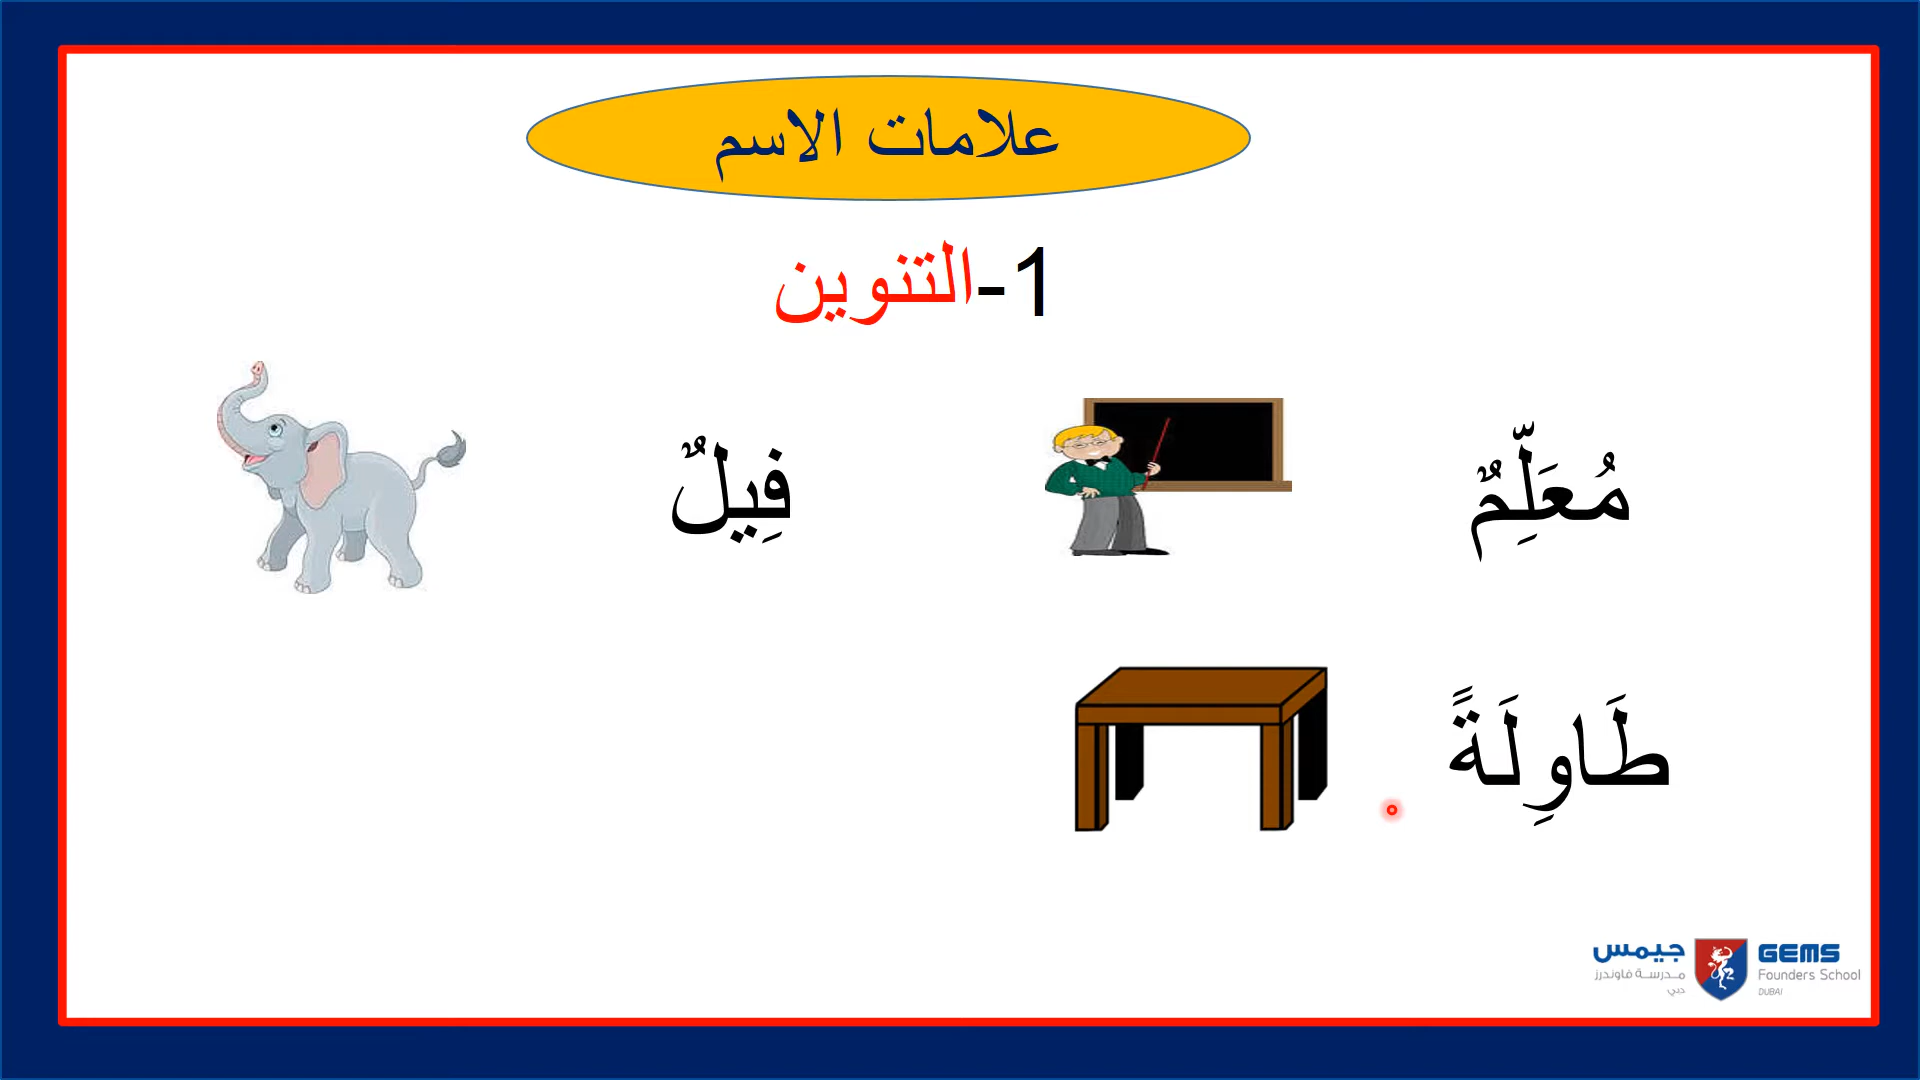 علامات الاسم
1-التنوين
مُعَلِّمٌ
فِيلٌ
طَاوِلَةً
جيمس
مدرسة فاوندرز
دبي
GEMS
Founders School
DUBAI